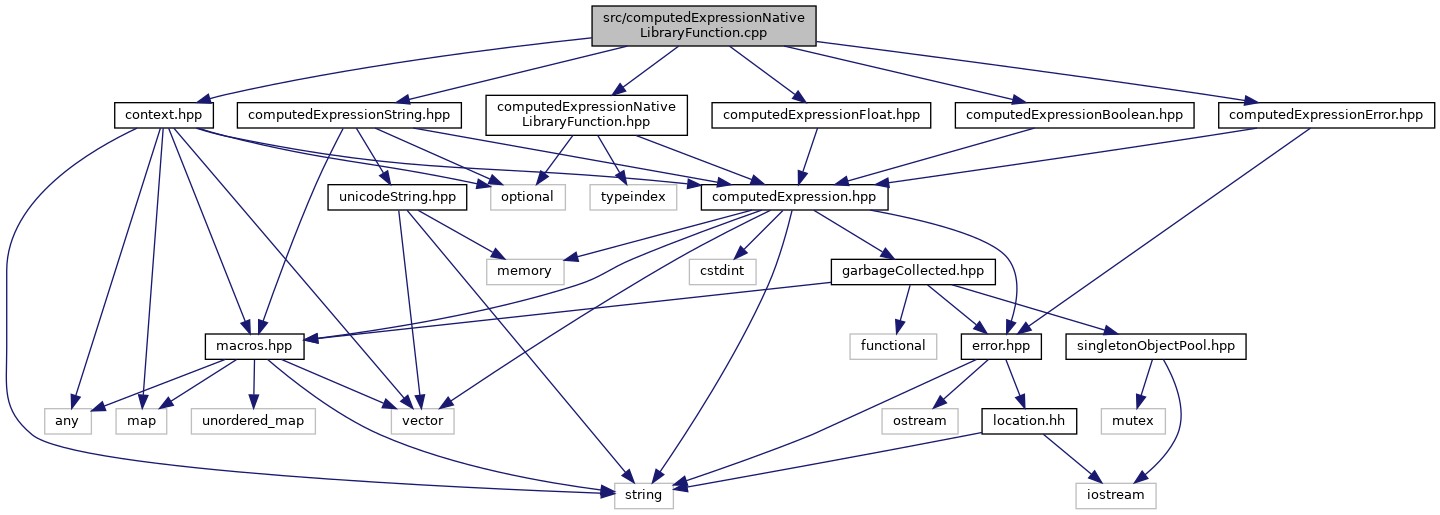 src/computedExpressionNative
LibraryFunction.cpp
context.hpp
computedExpressionString.hpp
computedExpressionNative
LibraryFunction.hpp
computedExpressionFloat.hpp
computedExpressionBoolean.hpp
computedExpressionError.hpp
unicodeString.hpp
optional
typeindex
computedExpression.hpp
memory
cstdint
garbageCollected.hpp
macros.hpp
functional
error.hpp
singletonObjectPool.hpp
any
map
unordered_map
vector
ostream
location.hh
mutex
string
iostream